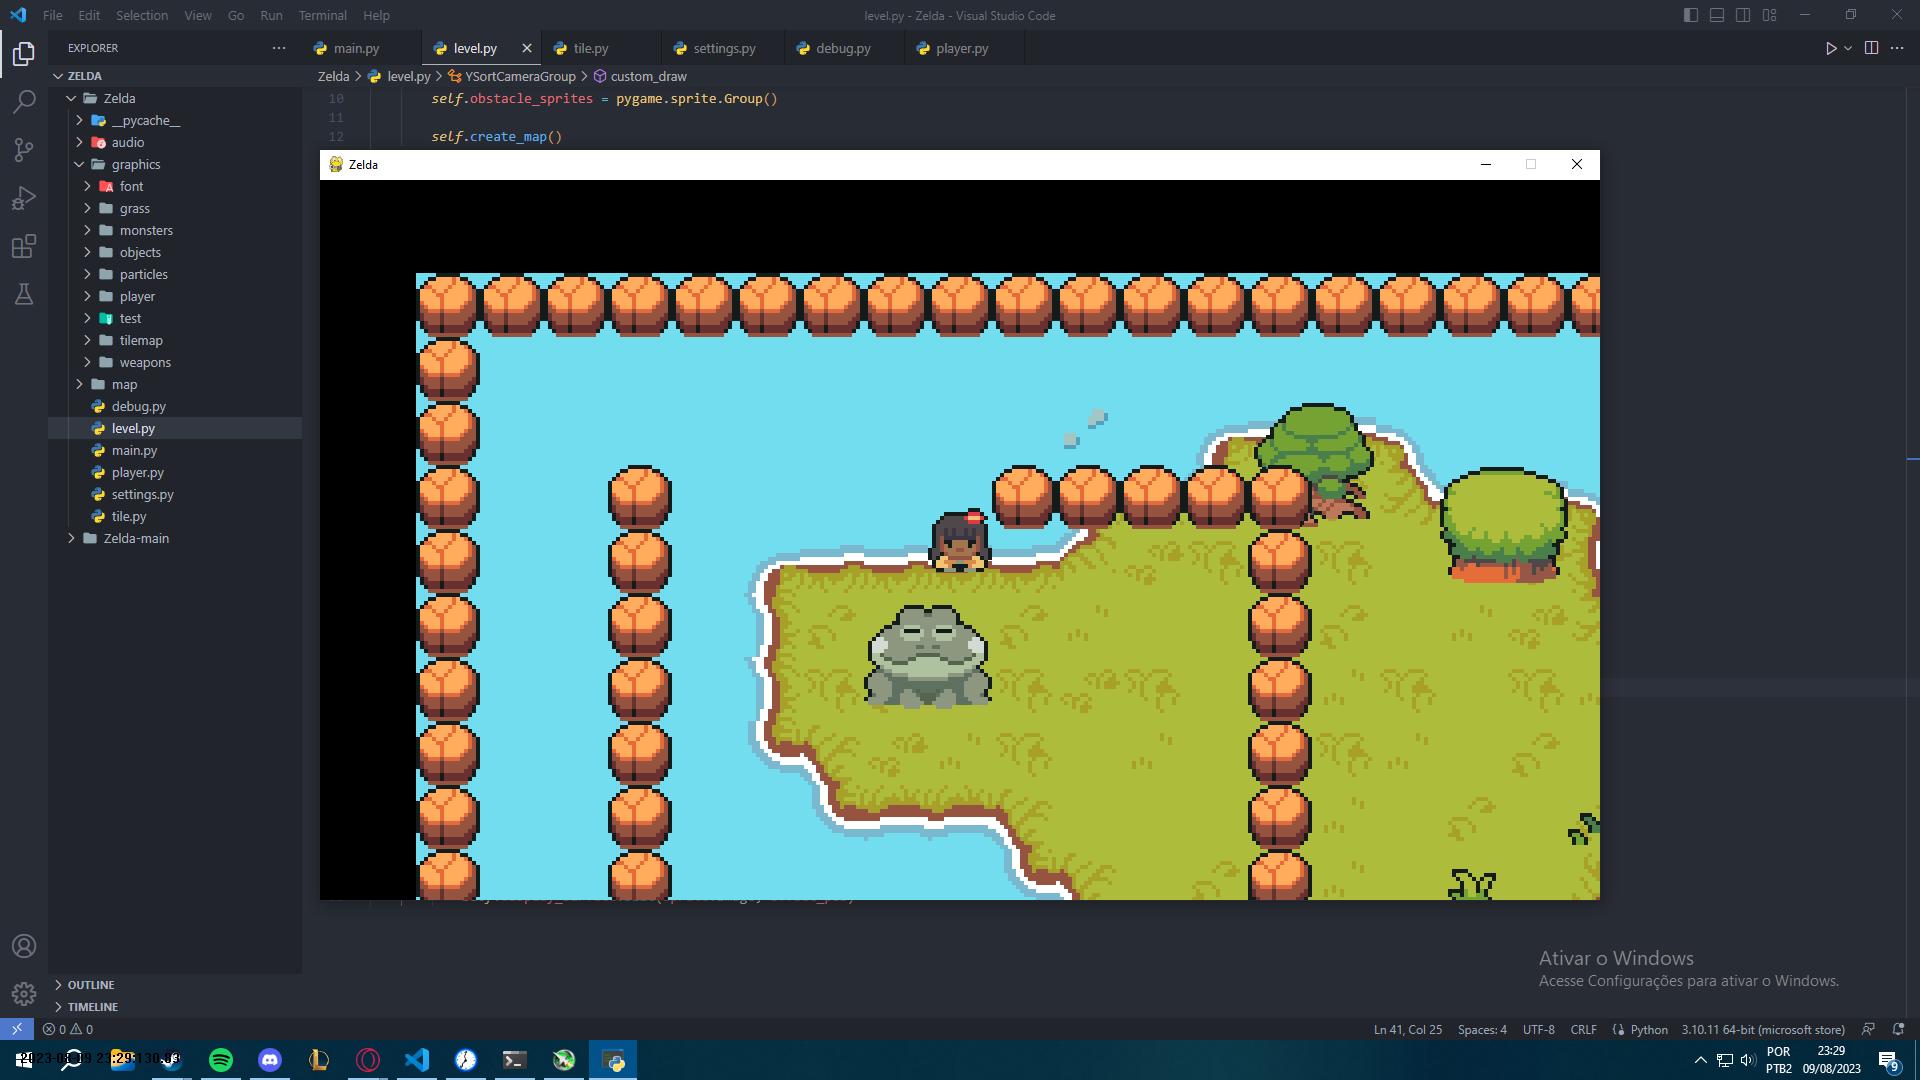 File Edit Selection View Go Run Terminal Help
level.py - Zelda - Visual Studio Code
EXPLORER
main.py level.py tile.py settings.py debug.py player.py
ZELDA
Zelda > level.py > YSortCameraGroup > custom_draw
Zelda
__pycache__
audio
graphics
font
grass
monsters
objects
particles
player
test
tilemap
weapons
map
debug.py
level.py
main.py
player.py
settings.py
tile.py
Zelda-main
OUTLINE
TIMELINE
10 self.obstacle_sprites = pygame.sprite.Group()
11
12 self.create_map()
Zelda
Ativar o Windows
Acesse Configurações para ativar o Windows.
0 0
Ln 41, Col 25 Spaces: 4 UTF-8 CRLF Python 3.10.11 64-bit (microsoft store)
POR
PTB2
23:29
09/08/2023
9